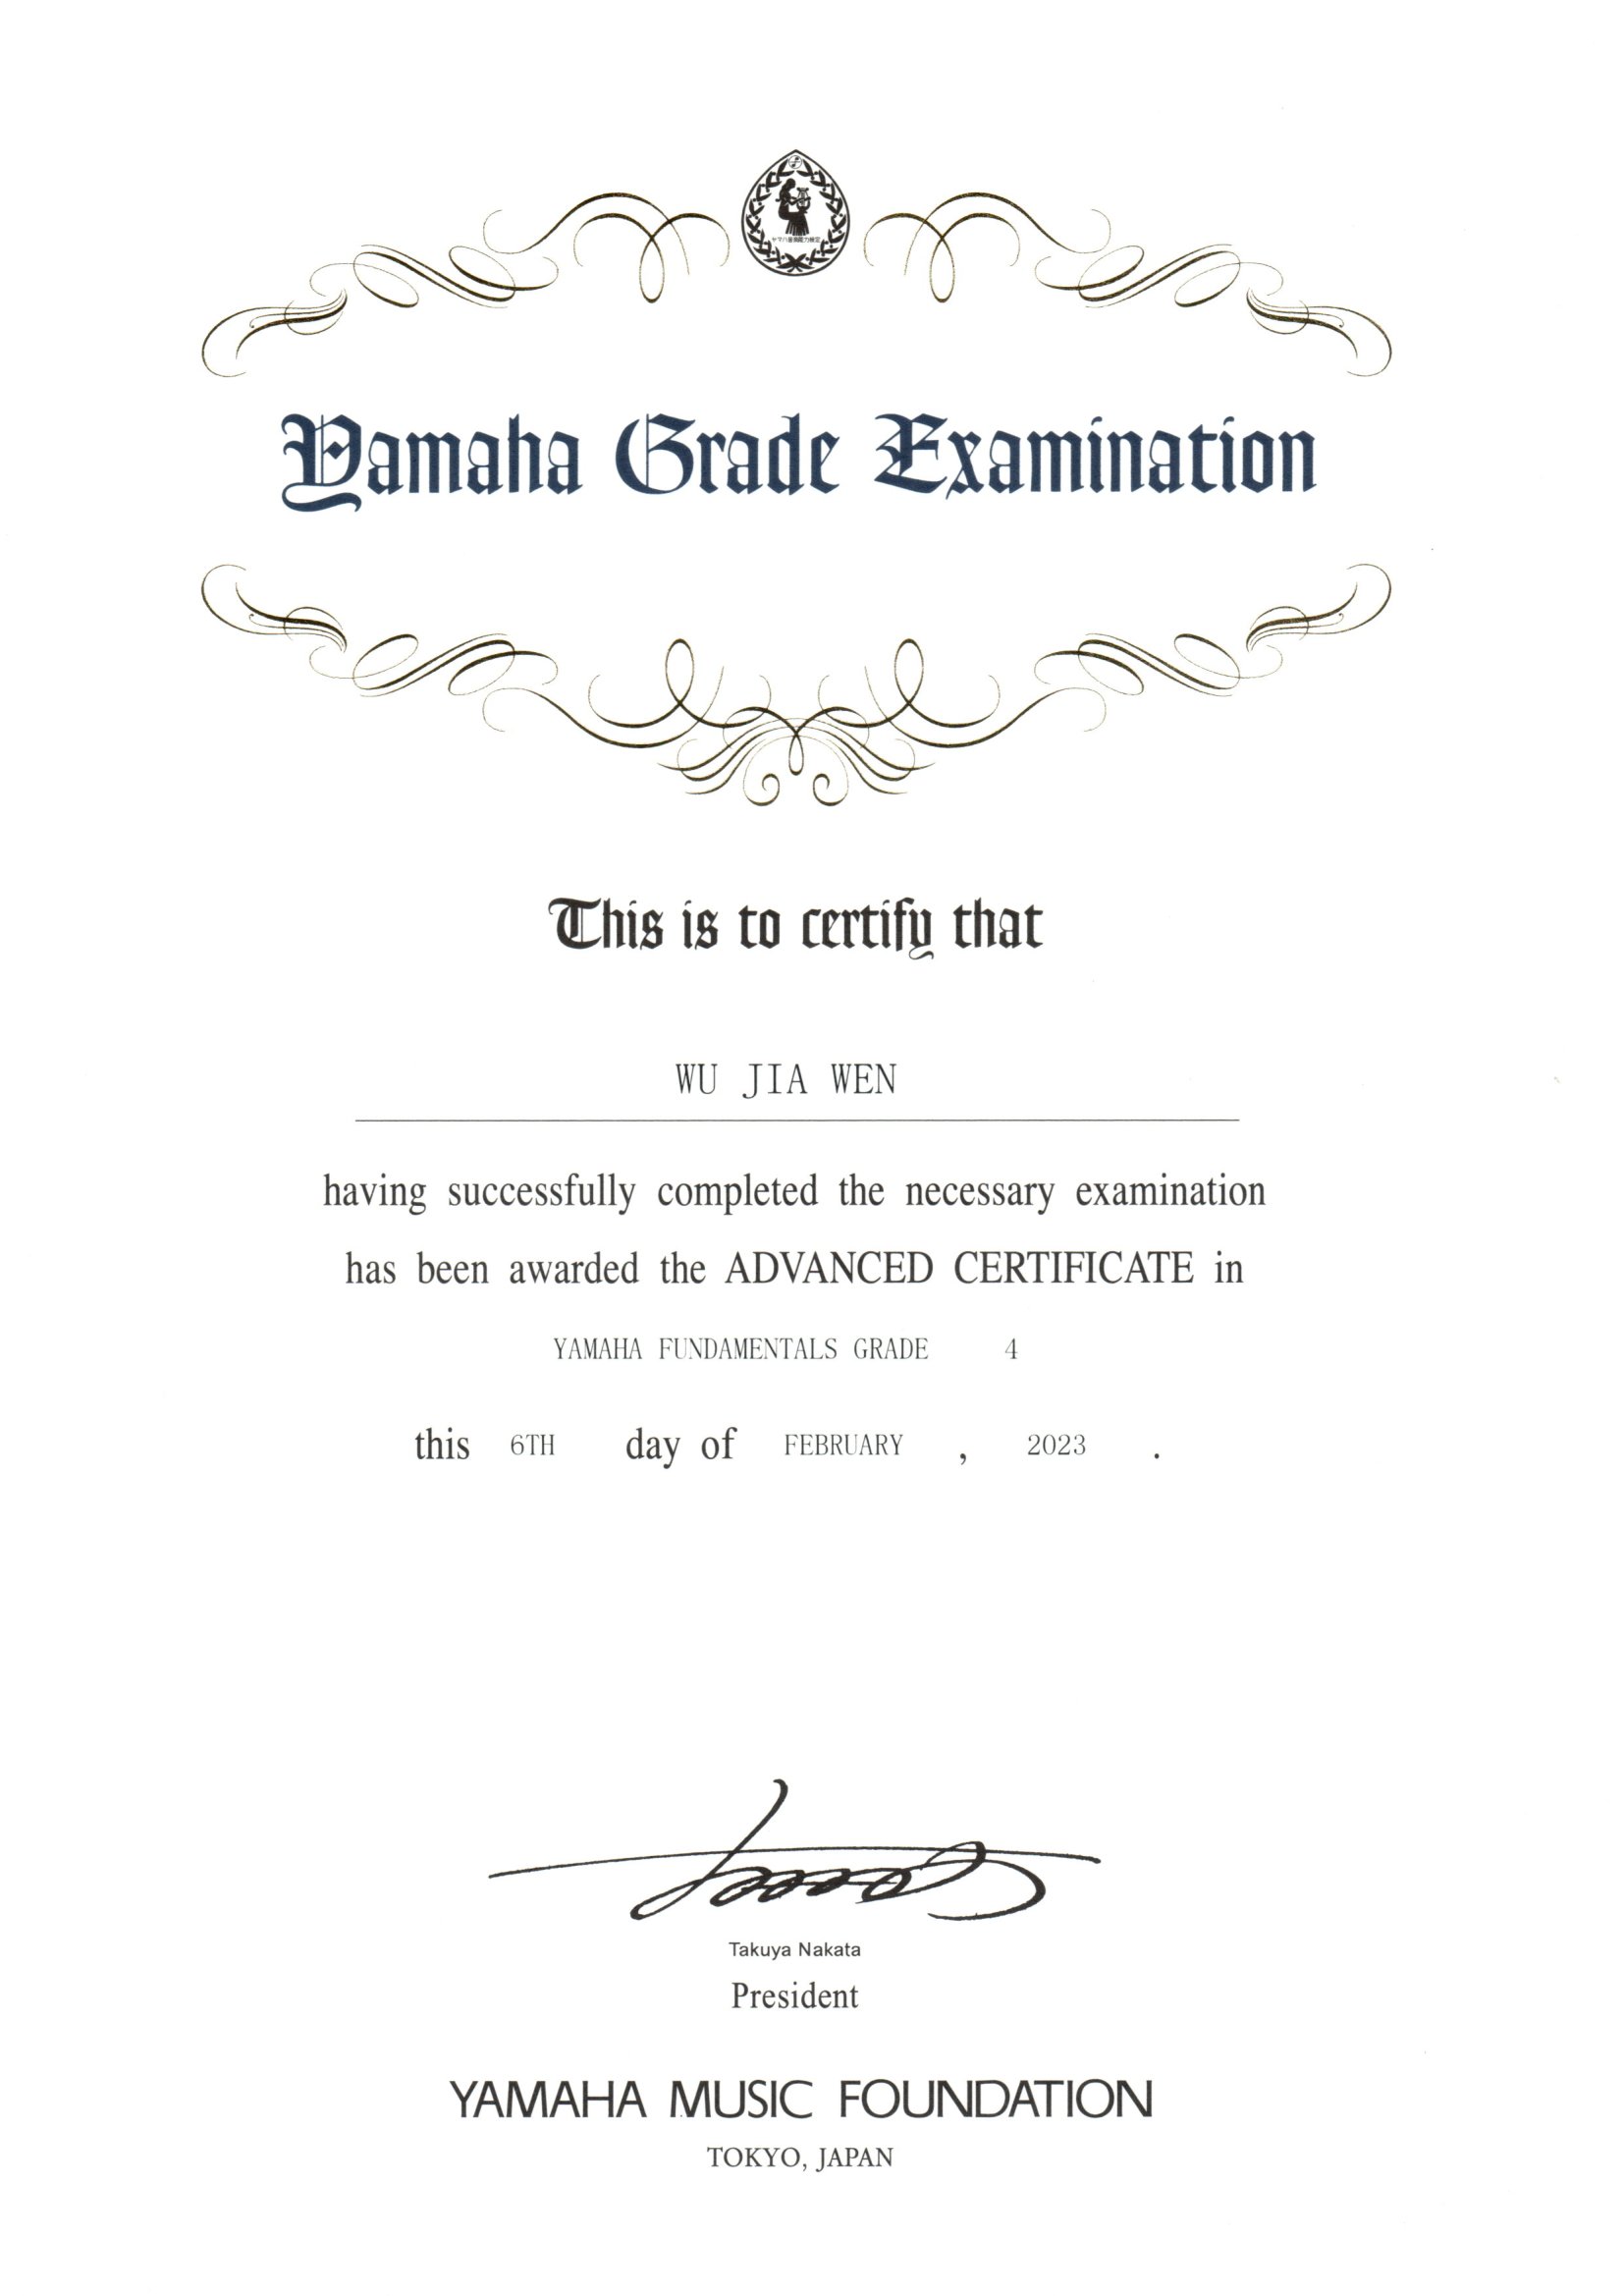 ヤマハ音楽能力検定
Yamaha Grade Examination
This is to certify that
WU JIA WEN
having successfully completed the necessary examination
has been awarded the ADVANCED CERTIFICATE in
YAMAHA FUNDAMENTALS GRADE 4
this 6TH day of FEBRUARY , 2023 .
Takuya Nakata
President
YAMAHA MUSIC FOUNDATION
TOKYO, JAPAN